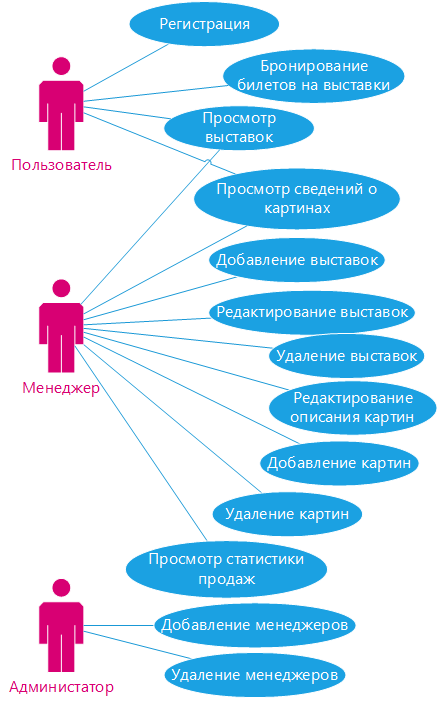 Регистрация
Бронирование
билетов на выставки
Просмотр
выставок
Пользователь
Просмотр сведений о
картинах
Добавление выставок
Редактирование выставок
Удаление выставок
Менеджер
Редактирование
описания картин
Добавление картин
Удаление картин
Просмотр статистики
продаж
Добавление менеджеров
Удаление менеджеров
Администатор